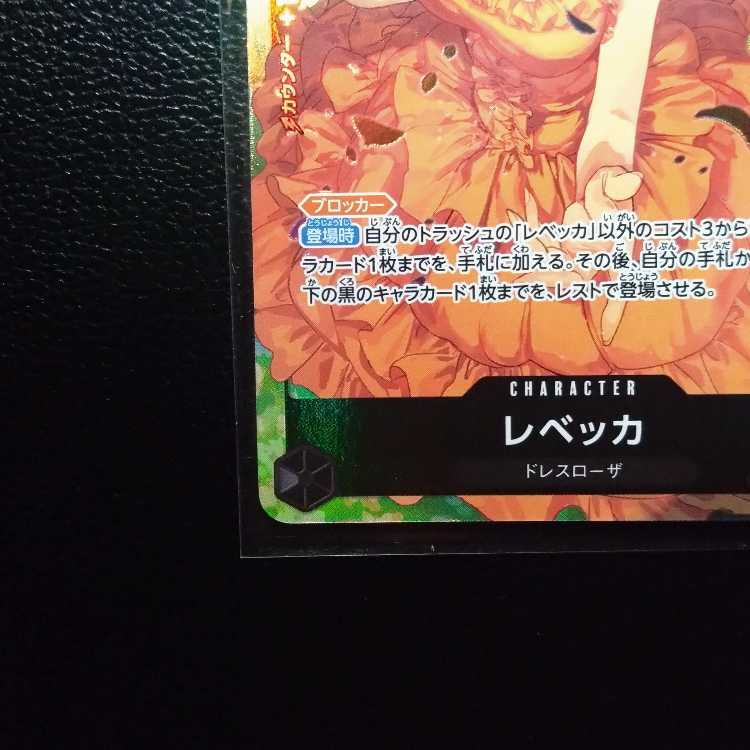 カウンター +
ブロッカー
登場時 自分のトラッシュの「レベッカ」以外のコスト3から
ラカード1枚までを、手札に加える。その後、自分の手札か
下の黒のキャラカード1枚までを、レストで登場させる。
CHARACTER
レベッカ
ドレスローザ